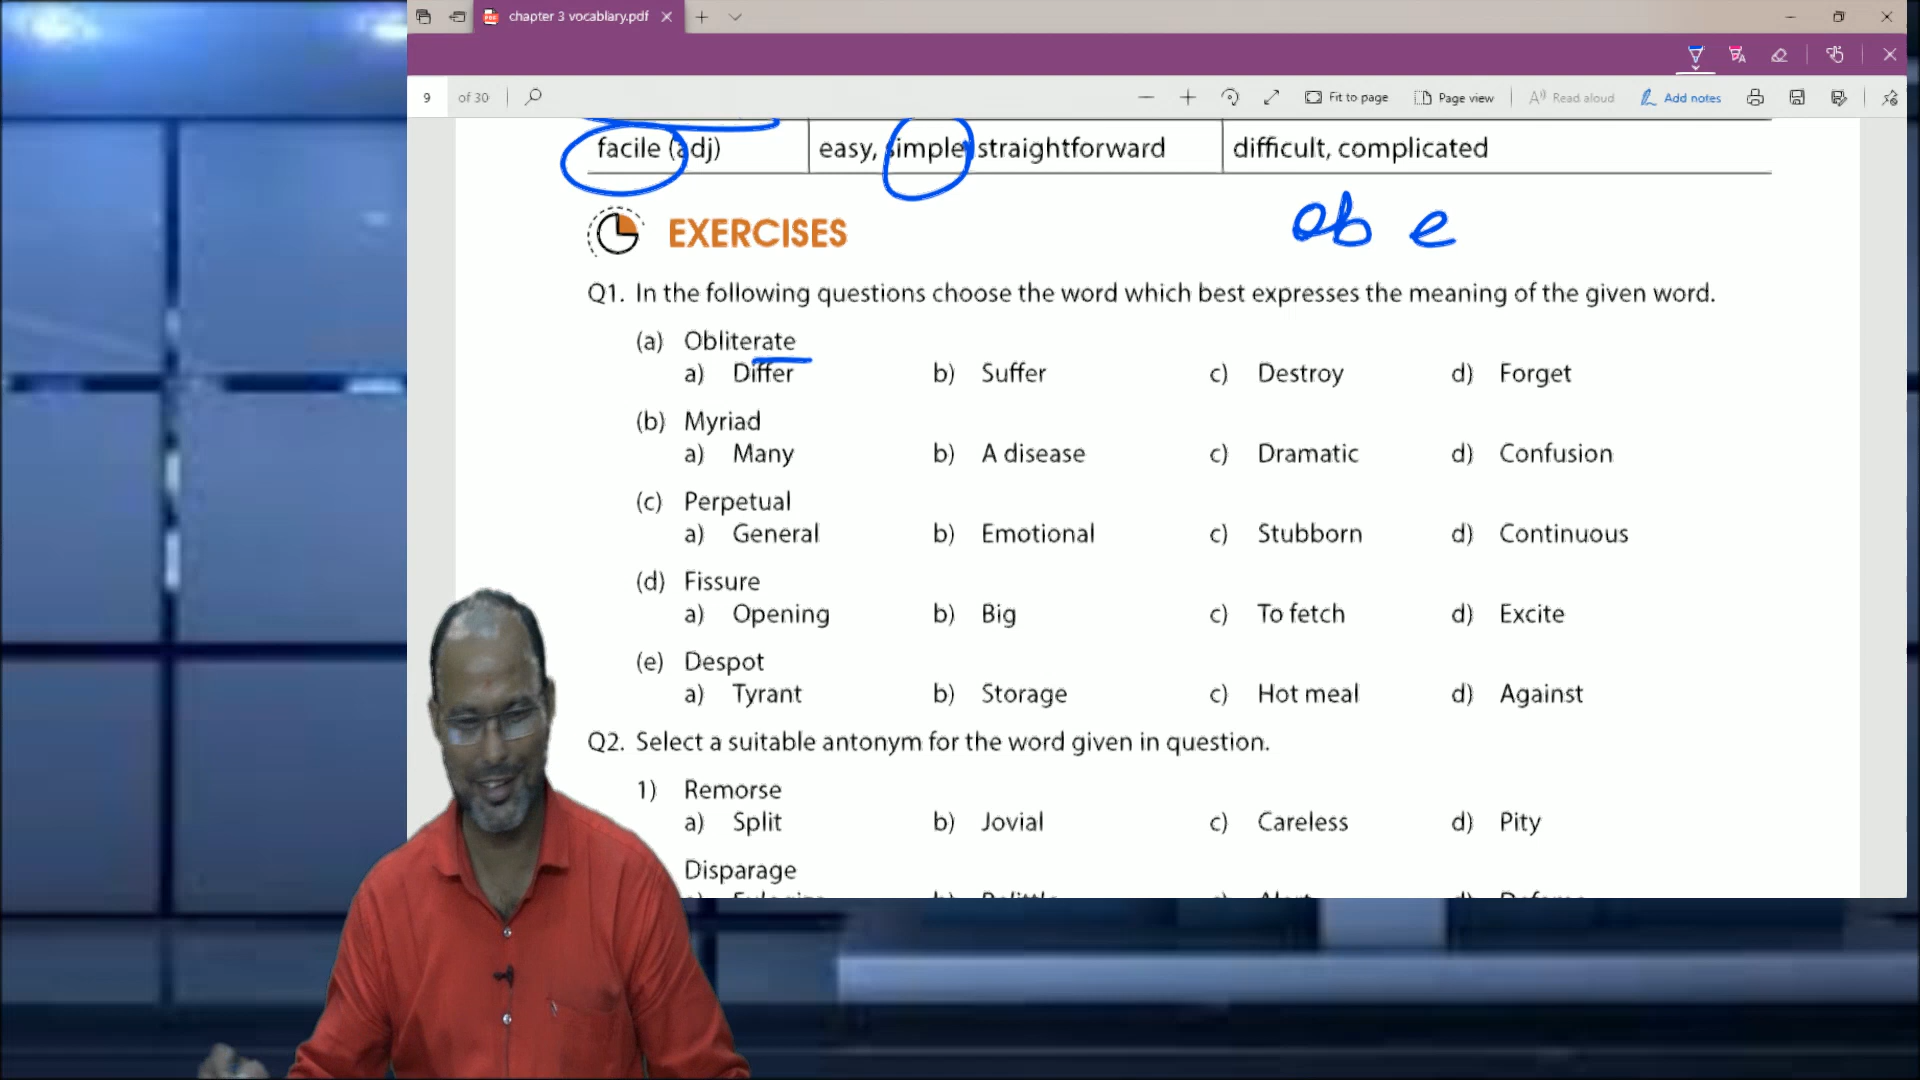 chapter 3 vocablary.pdf
9 of 30 Fit to page Page view Read aloud Add notes
facile (adj) easy, simple, straightforward difficult, complicated
EXERCISES ob e
Q1. In the following questions choose the word which best expresses the meaning of the given word.
(a) Obliterate
a) Differ b) Suffer c) Destroy d) Forget
(b) Myriad
a) Many b) A disease c) Dramatic d) Confusion
(c) Perpetual
a) General b) Emotional c) Stubborn d) Continuous
(d) Fissure
a) Opening b) Big c) To fetch d) Excite
(e) Despot
a) Tyrant b) Storage c) Hot meal d) Against
Q2. Select a suitable antonym for the word given in question.
1) Remorse
a) Split b) Jovial c) Careless d) Pity
Disparage